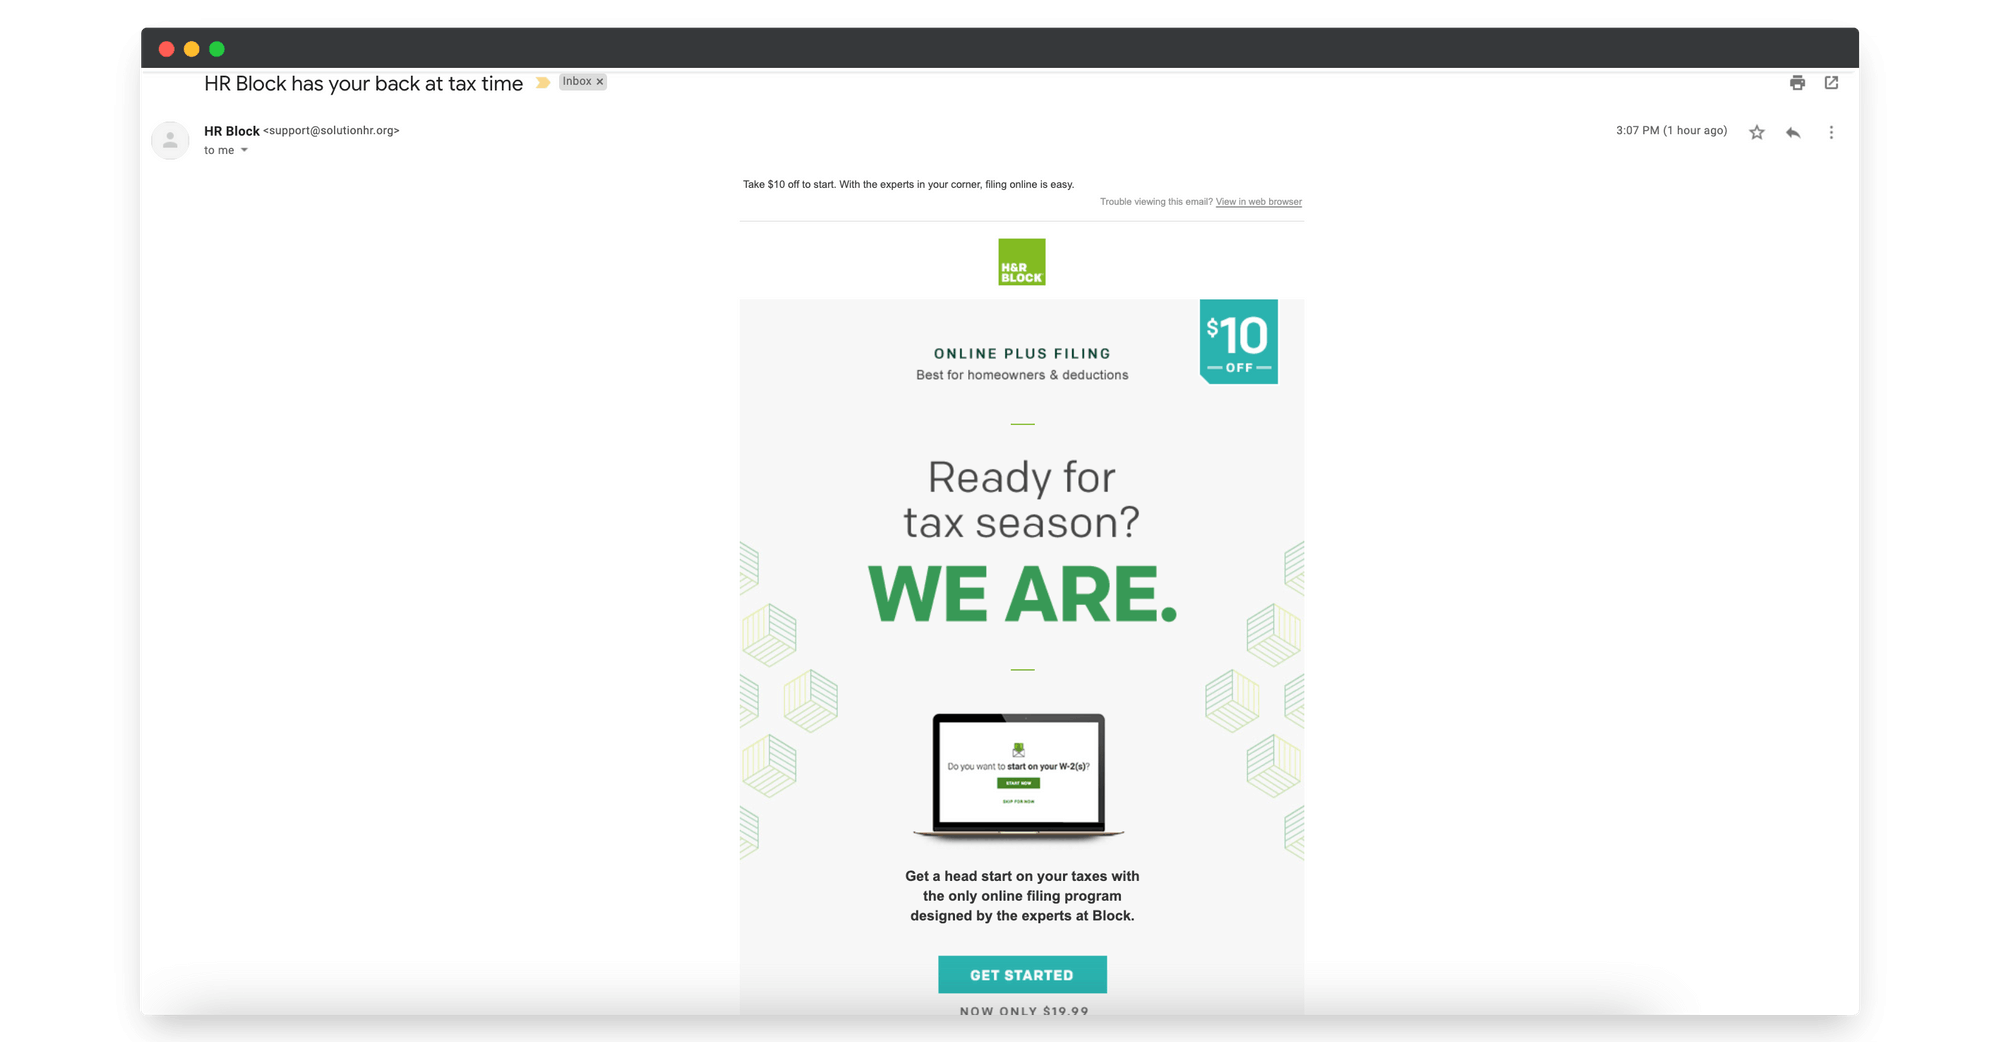 HR Block has your back at tax time
Inbox ×
HR Block <support@solutionhr.org>
3:07 PM (1 hour ago)
to me
Take $10 off to start. With the experts in your corner, filing online is easy.
Trouble viewing this email? View in web browser
H&R
BLOCK
$10
OFF
ONLINE PLUS FILING
Best for homeowners & deductions
Ready for
tax season?
WE ARE.
Do you want to start on your W-2(s)?
START NOW
SKIP FOR NOW
Get a head start on your taxes with
the only online filing program
designed by the experts at Block.
GET STARTED
NOW ONLY $19.99